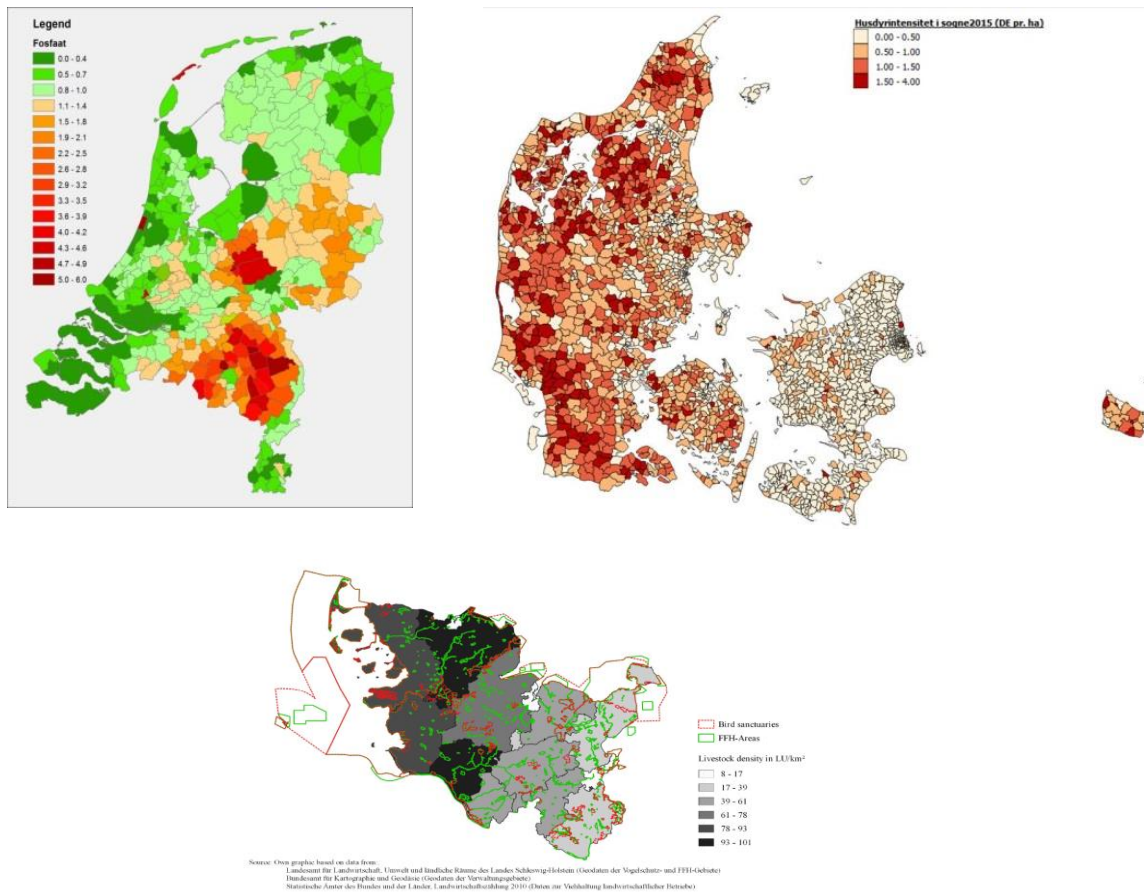 Legend
Fosfaat
0.0 - 0.4
0.5 - 0.7
0.8 - 1.0
1.1 - 1.4
1.5 - 1.8
1.9 - 2.1
2.2 - 2.5
2.6 - 2.8
2.9 - 3.2
3.3 - 3.5
3.6 - 3.9
4.0 - 4.2
4.3 - 4.6
4.7 - 4.9
5.0 - 6.0
Husdyrintensitet i sogne2015 (DE pr. ha)
0.00 - 0.50
0.50 - 1.00
1.00 - 1.50
1.50 - 4.00
Bird sanctuaries
FFH-Areas
Livestock density in LU/km²
8 - 17
17 - 39
39 - 61
61 - 78
78 - 93
93 - 101
Source: Own graphic based on data from:
Landesamt für Landwirtschaft, Umwelt und ländliche Räume des Landes Schleswig-Holstein (Geodaten der Vogelschutz- und FFH-Gebiete)
Bundesamt für Kartographie und Geodäsie (Geodaten der Verwaltungsgebiete)
Statistische Ämter des Bundes und der Länder, Landwirtschaftszählung 2010 (Daten zur Viehhaltung landwirtschaftlicher Betriebe)